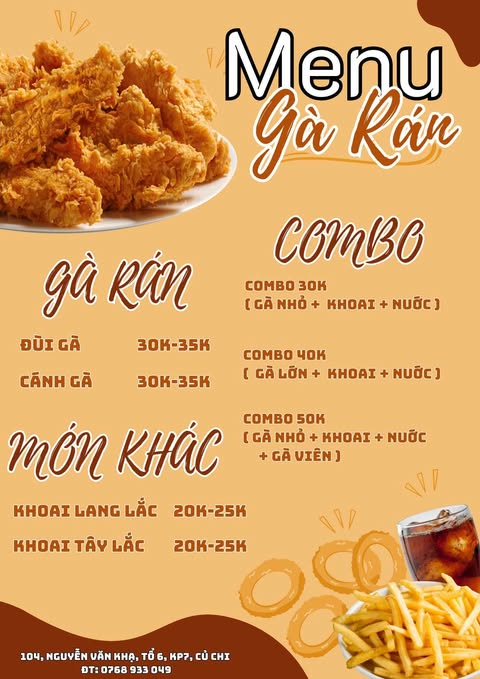 Menu
Gà Rán
GÀ RÁN
ĐÙI GÀ 30K-35K
CÁNH GÀ 30K-35K
MÓN KHÁC
KHOAI LANG LẮC 20K-25K
KHOAI TÂY LẮC 20K-25K
COMBO
COMBO 30K
( GÀ NHỎ + KHOAI + NƯỚC )
COMBO 40K
( GÀ LỚN + KHOAI + NƯỚC )
COMBO 50K
( GÀ NHỎ + KHOAI + NƯỚC
+ GÀ VIÊN )
104, NGUYỄN VĂN KHẠ, TỔ 6, KP7, CỦ CHI
ĐT: 0768 933 049